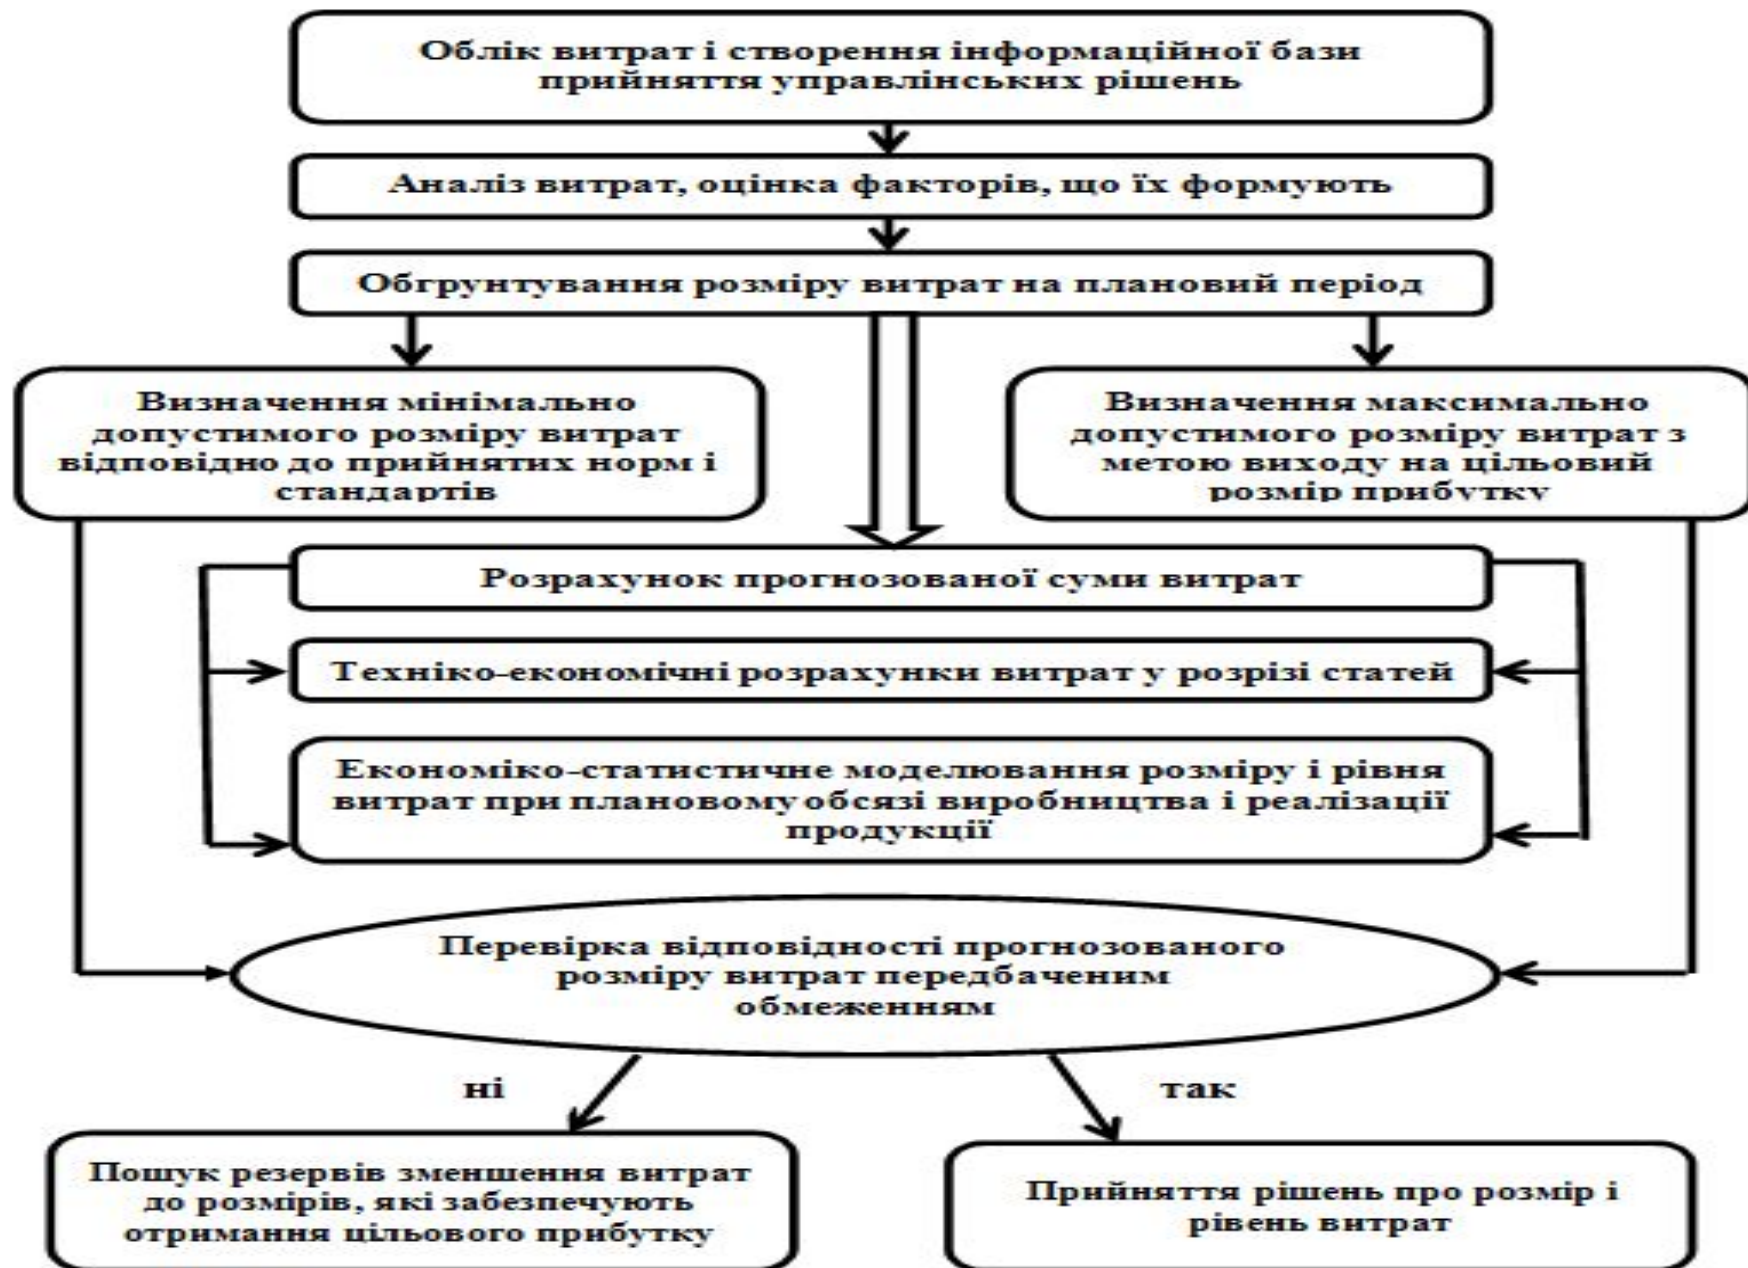 Облік витрат і створення інформаційної бази
прийняття управлінських рішень
Аналіз витрат, оцінка факторів, що їх формують
Обгрунтування розміру витрат на плановий період
Визначення мінімально
допустимого розміру витрат
відповідно до прийнятих норм і
стандартів
Визначення максимально
допустимого розміру витрат з
метою виходу на цільовий
розмір прибутку
Розрахунок прогнозованої суми витрат
Техніко-економічні розрахунки витрат у розрізі статей
Економіко-статистичне моделювання розміру і рівня
витрат при плановому обсязі виробництва і реалізації
продукції
Перевірка відповідності прогнозованого
розміру витрат передбаченим
обмеженням
ні
так
Пошук резервів зменшення витрат
до розмірів, які забезпечують
отримання цільового прибутку
Прийняття рішень про розмір і
рівень витрат